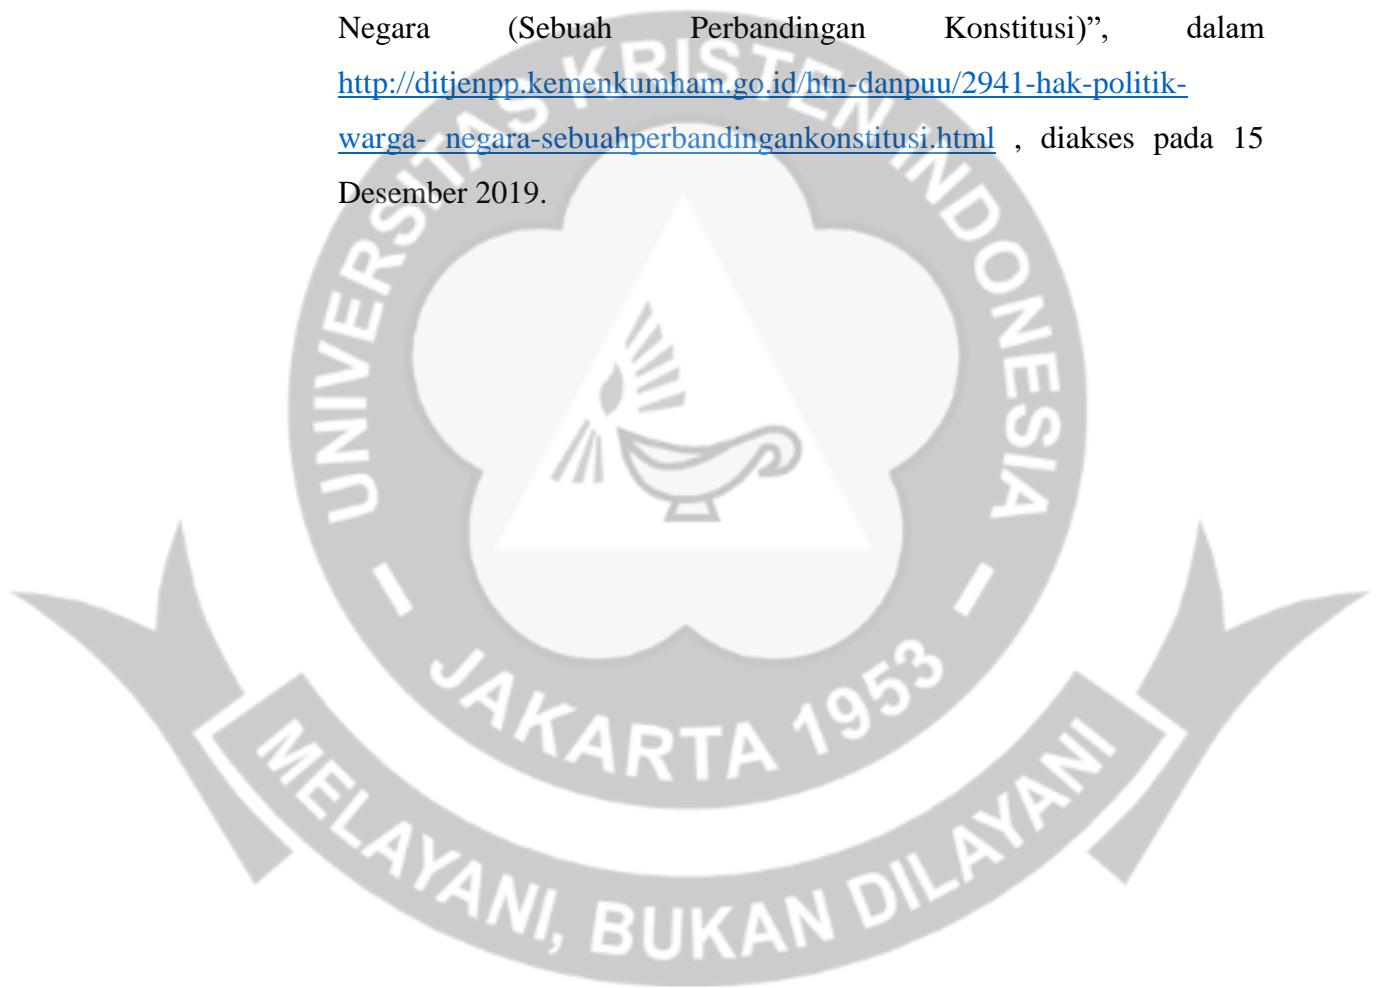 Negara (Sebuah Perbandingan Konstitusi)”, dalam
http://ditjenpp.kemenkumham.go.id/htn-danpuu/2941-hak-politik-
warga- negara-sebuahperbandingankonstitusi.html , diakses pada 15
Desember 2019.
UNIVERSITAS KRISTEN INDONESIA
- JAKARTA 1953 -
MELAYANI, BUKAN DILAYANI